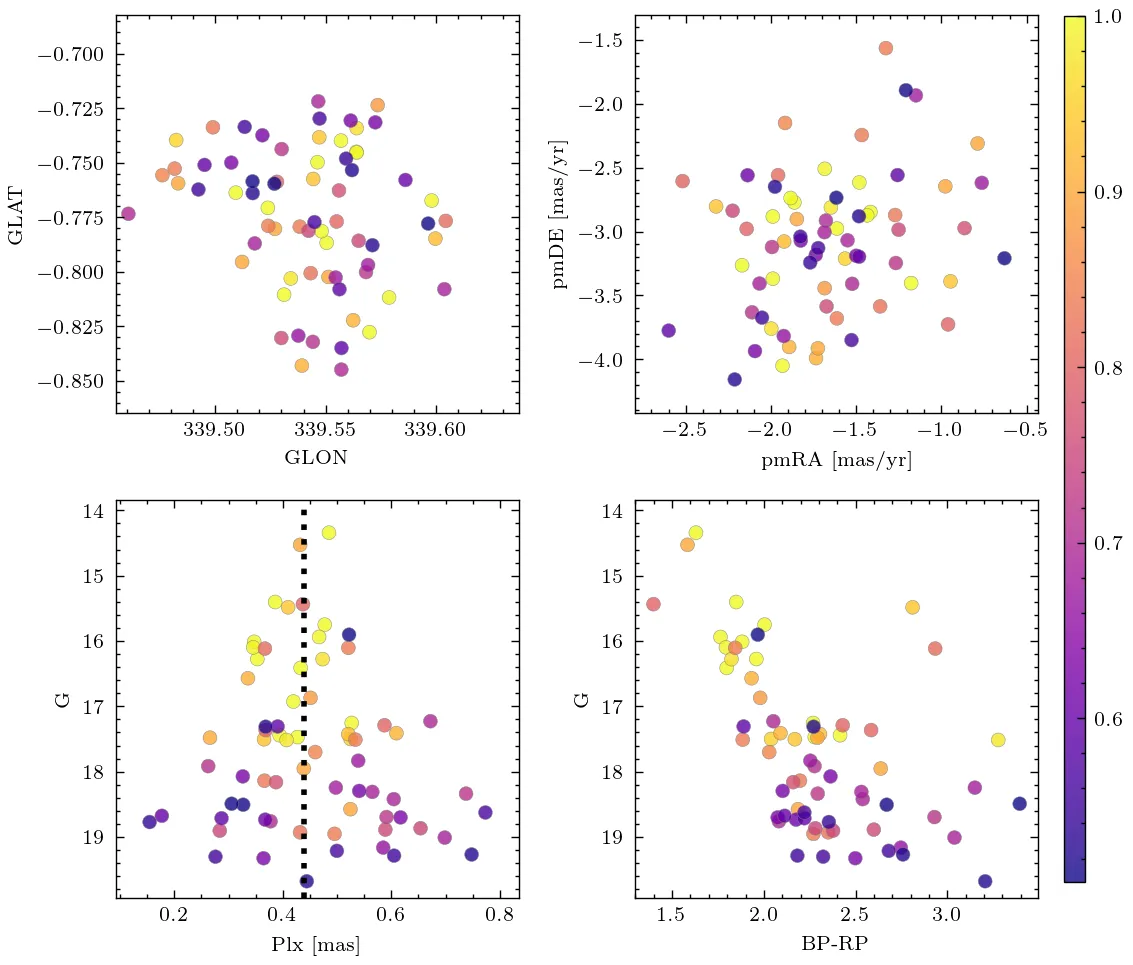 −0.700
−0.725
−0.750
−0.775
−0.800
−0.825
−0.850
GLAT
339.50 339.55 339.60
GLON
−1.5
−2.0
−2.5
−3.0
−3.5
−4.0
pmDE [mas/yr]
−2.5 −2.0 −1.5 −1.0 −0.5
pmRA [mas/yr]
14
15
16
17
18
19
G
0.2 0.4 0.6 0.8
Plx [mas]
14
15
16
17
18
19
G
1.5 2.0 2.5 3.0
BP-RP
1.0
0.9
0.8
0.7
0.6